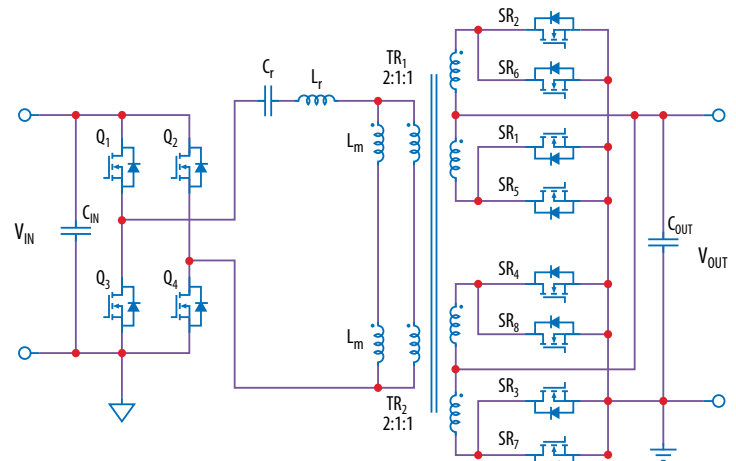 SR2
TR1
2:1:1
Cr
Lr
SR6
Q1
Q2
Lm
SR1
CIN
SR5
VIN
COUT
VOUT
SR4
Q3
Q4
SR8
Lm
TR2
2:1:1
SR3
SR7